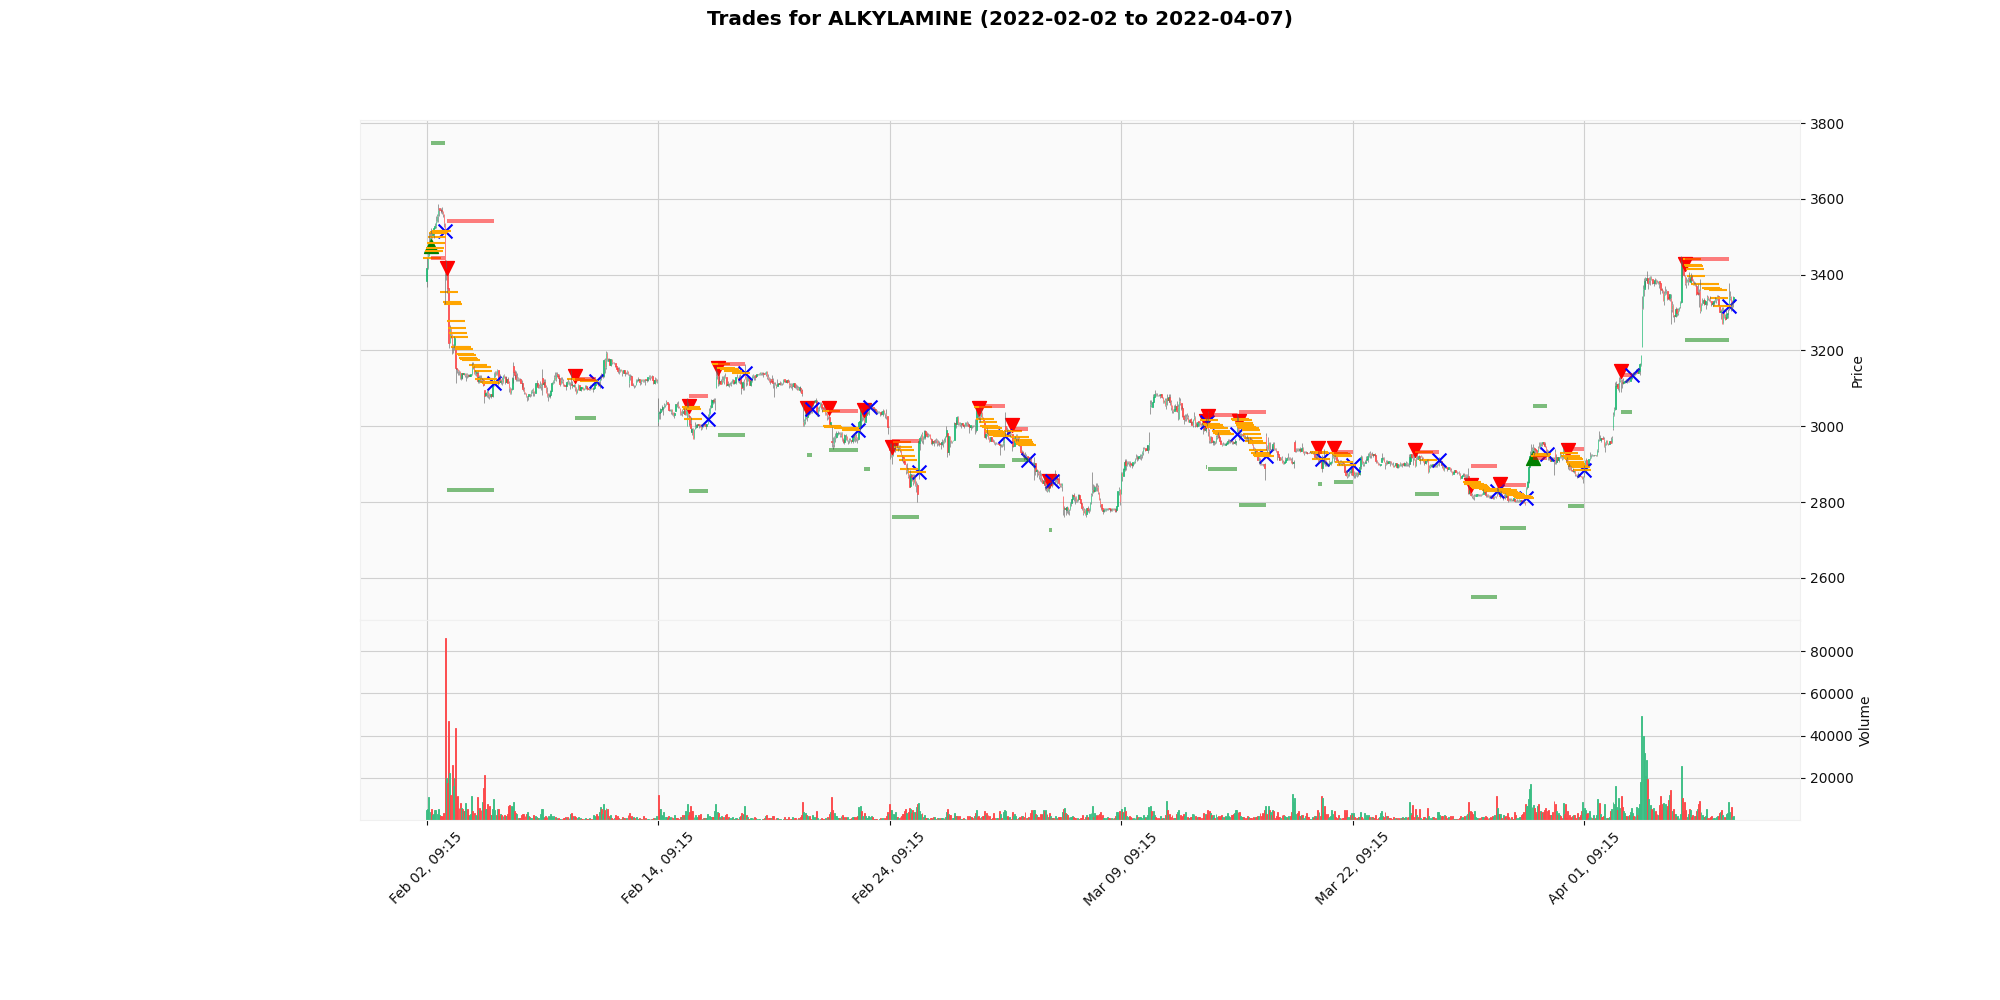 Trades for ALKYLAMINE (2022-02-02 to 2022-04-07)
3800
3600
3400
3200
3000
2800
2600
Price
80000
60000
40000
20000
Volume
Feb 02, 09:15
Feb 14, 09:15
Feb 24, 09:15
Mar 09, 09:15
Mar 22, 09:15
Apr 01, 09:15